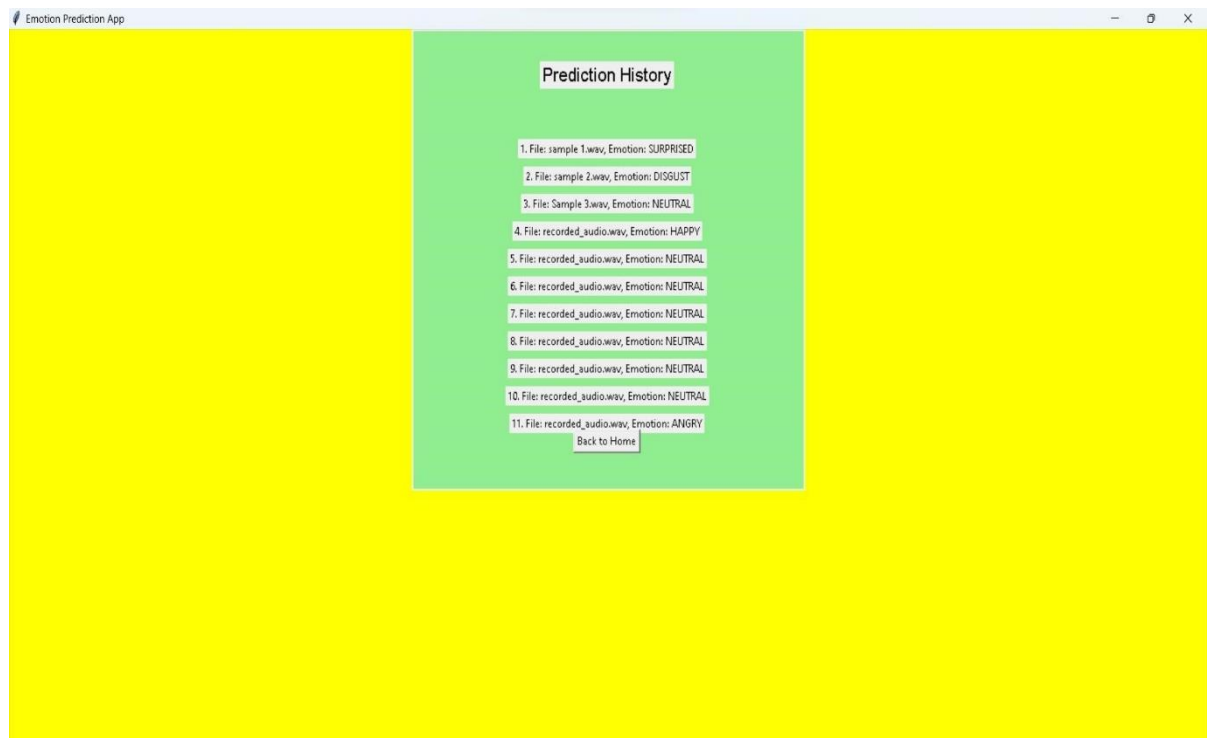 Emotion Prediction App
Prediction History
1. File: sample 1.wav, Emotion: SURPRISED
2. File: sample 2.wav, Emotion: DISGUST
3. File: Sample 3.wav, Emotion: NEUTRAL
4. File: recorded_audio.wav, Emotion: HAPPY
5. File: recorded_audio.wav, Emotion: NEUTRAL
6. File: recorded_audio.wav, Emotion: NEUTRAL
7. File: recorded_audio.wav, Emotion: NEUTRAL
8. File: recorded_audio.wav, Emotion: NEUTRAL
9. File: recorded_audio.wav, Emotion: NEUTRAL
10. File: recorded_audio.wav, Emotion: NEUTRAL
11. File: recorded_audio.wav, Emotion: ANGRY
Back to Home